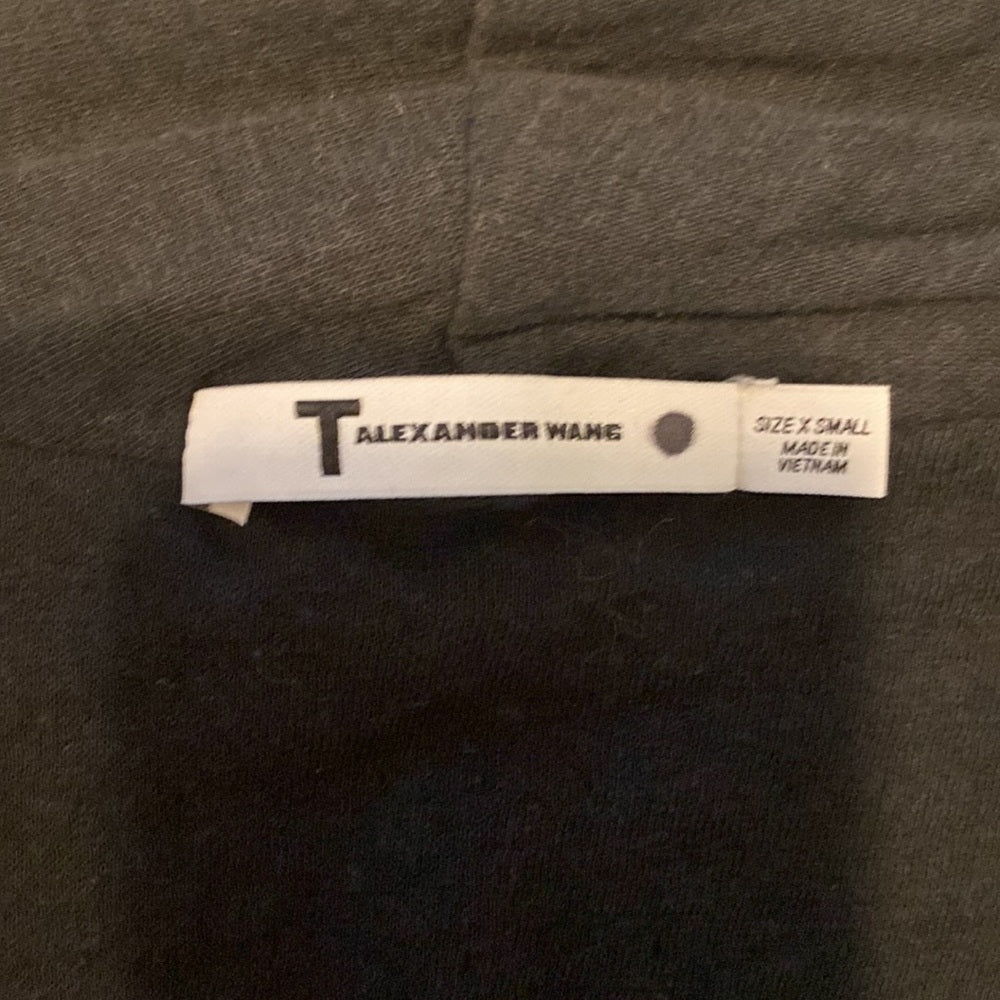 T ALEXANDER WANG
SIZE X SMALL
MADE IN
VIETNAM